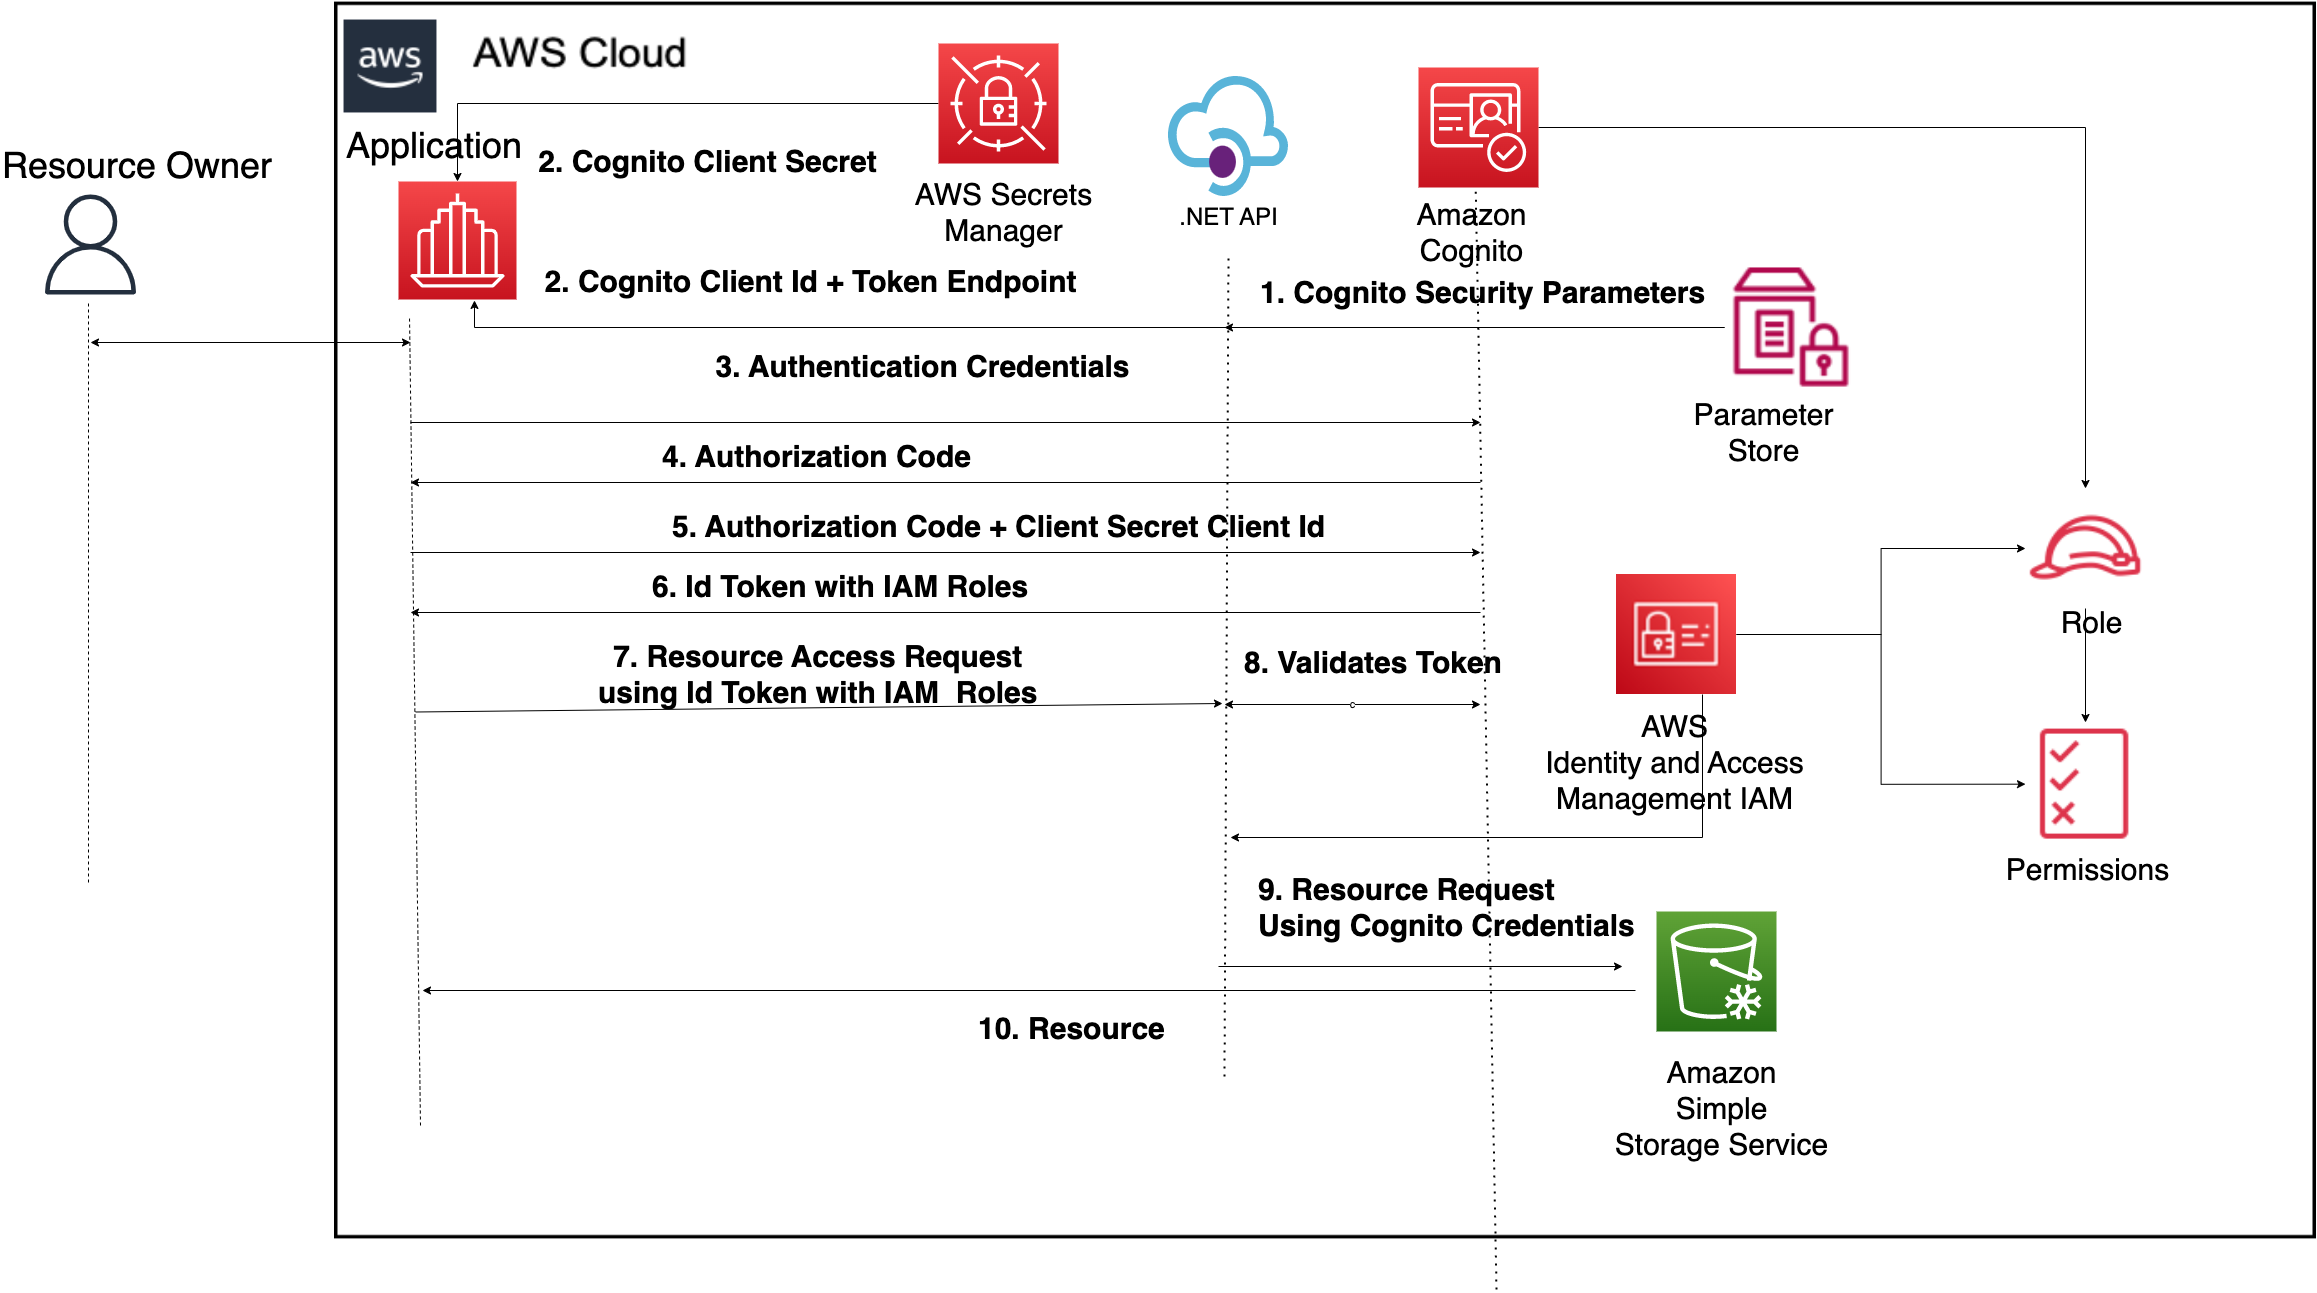 aws
AWS Cloud
Application
Resource Owner
2. Cognito Client Secret
AWS Secrets
Manager
.NET API
Amazon
Cognito
2. Cognito Client Id + Token Endpoint
1. Cognito Security Parameters
3. Authentication Credentials
Parameter
Store
4. Authorization Code
5. Authorization Code + Client Secret Client Id
6. Id Token with IAM Roles
Role
7. Resource Access Request
using Id Token with IAM  Roles
8. Validates Token
c
AWS
Identity and Access
Management IAM
Permissions
9. Resource Request
Using Cognito Credentials
10. Resource
Amazon
Simple
Storage Service